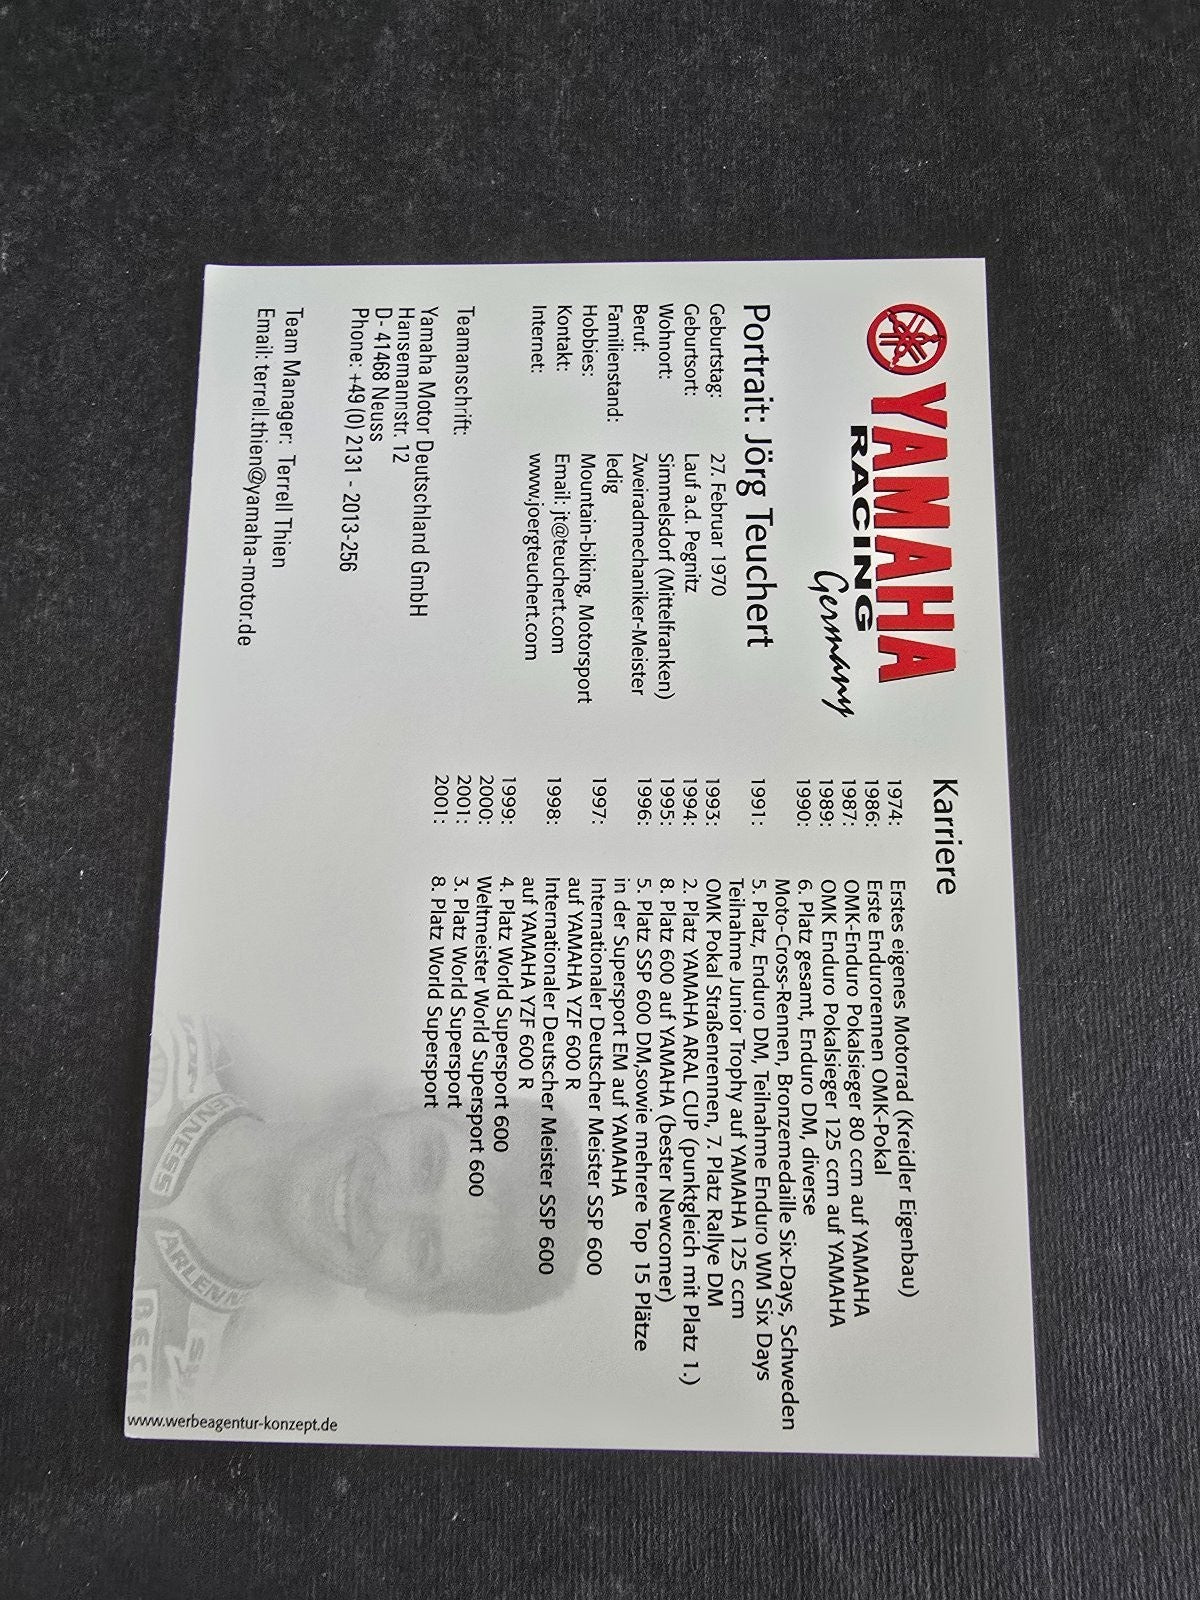 YAMAHA
RACING
Germany
Portrait: Jörg Teuchert
Geburtstag: 27. Februar 1970
Geburtsort: Lauf a.d. Pegnitz
Wohnort: Simmelsdorf (Mittelfranken)
Beruf: Zweiradmechaniker-Meister
Familienstand: ledig
Hobbies: Mountain-biking, Motorsport
Kontakt: Email: jt@teuchert.com
Internet: www.joergteuchert.com
Teamanschrift:
Yamaha Motor Deutschland GmbH
Hansemannstr. 12
D- 41468 Neuss
Phone: +49 (0) 2131 - 2013-256
Team Manager: Terrell Thien
Email: terrell.thien@yamaha-motor.de
Karriere
1974: Erstes eigenes Motorrad (Kreidler Eigenbau)
1986: Erste Endurorennen OMK-Pokal
1987: OMK-Enduro Pokalsieger 80 ccm auf YAMAHA
1989: OMK Enduro Pokalsieger 125 ccm auf YAMAHA
1990: 6. Platz gesamt, Enduro DM, diverse
Moto-Cross-Rennen, Bronzemedaille Six-Days, Schweden
1991: 5. Platz, Enduro DM, Teilnahme Enduro WM Six Days
Teilnahme Junior Trophy auf YAMAHA 125 ccm
1993: OMK Pokal Straßenrennen, 7. Platz Rallye DM
1994: 2. Platz YAMAHA ARAL CUP (punktgleich mit Platz 1.)
1995: 8. Platz 600 auf YAMAHA (bester Newcomer)
1996: 5. Platz SSP 600 DM,sowie mehrere Top 15 Plätze
in der Supersport EM auf YAMAHA
1997: Internationaler Deutscher Meister SSP 600
auf YAMAHA YZF 600 R
1998: Internationaler Deutscher Meister SSP 600
auf YAMAHA YZF 600 R
1999: 4. Platz World Supersport 600
2000: Weltmeister World Supersport 600
2001: 3. Platz World Supersport
2001: 8. Platz World Supersport
ARLENNESS
www.werbeagentur-konzept.de